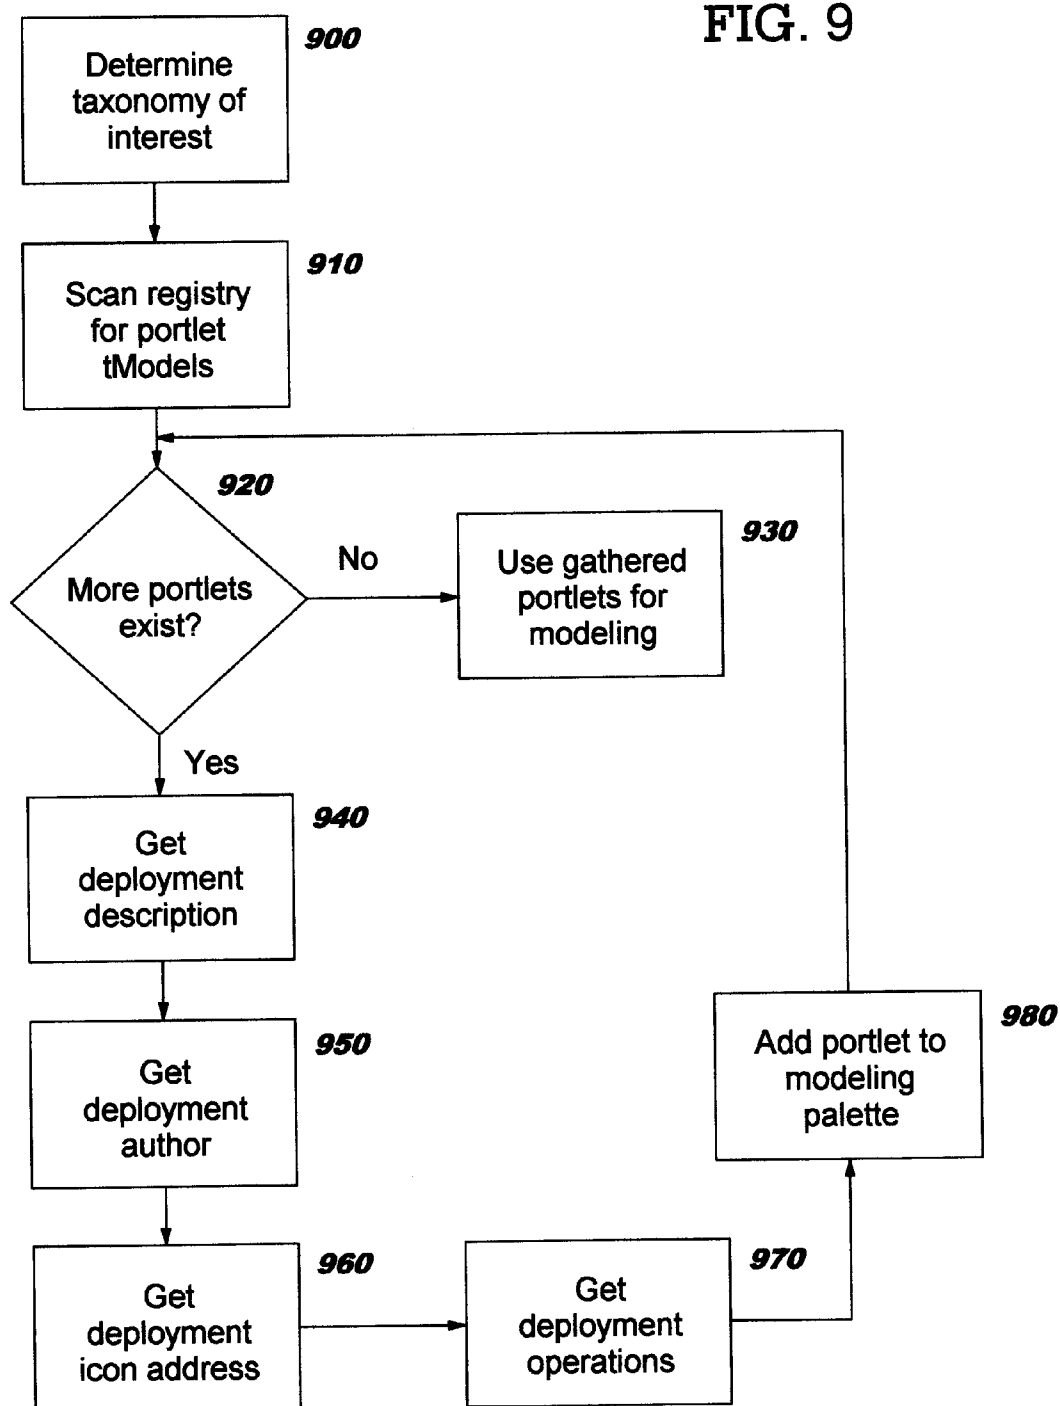 FIG. 9
900
Determine
taxonomy of
interest
910
Scan registry
for portlet
tModels
920
More portlets
exist?
No
930
Use gathered
portlets for
modeling
Yes
940
Get
deployment
description
950
Get
deployment
author
960
Get
deployment
icon address
970
Get
deployment
operations
980
Add portlet to
modeling
palette